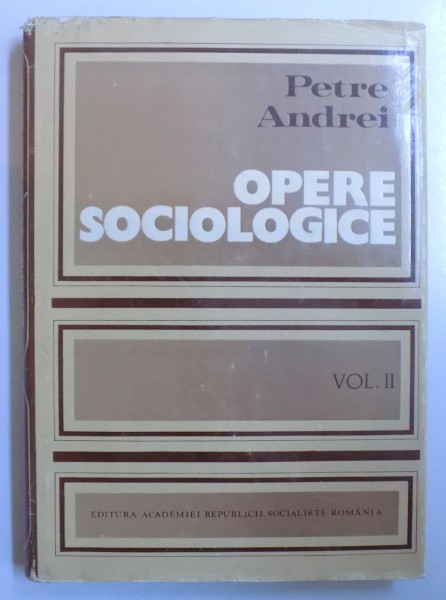 Petre
Andrei
OPERE
SOCIOLOGICE
VOL. II
EDITURA ACADEMIEI REPUBLICII SOCIALISTE ROMÂNIA